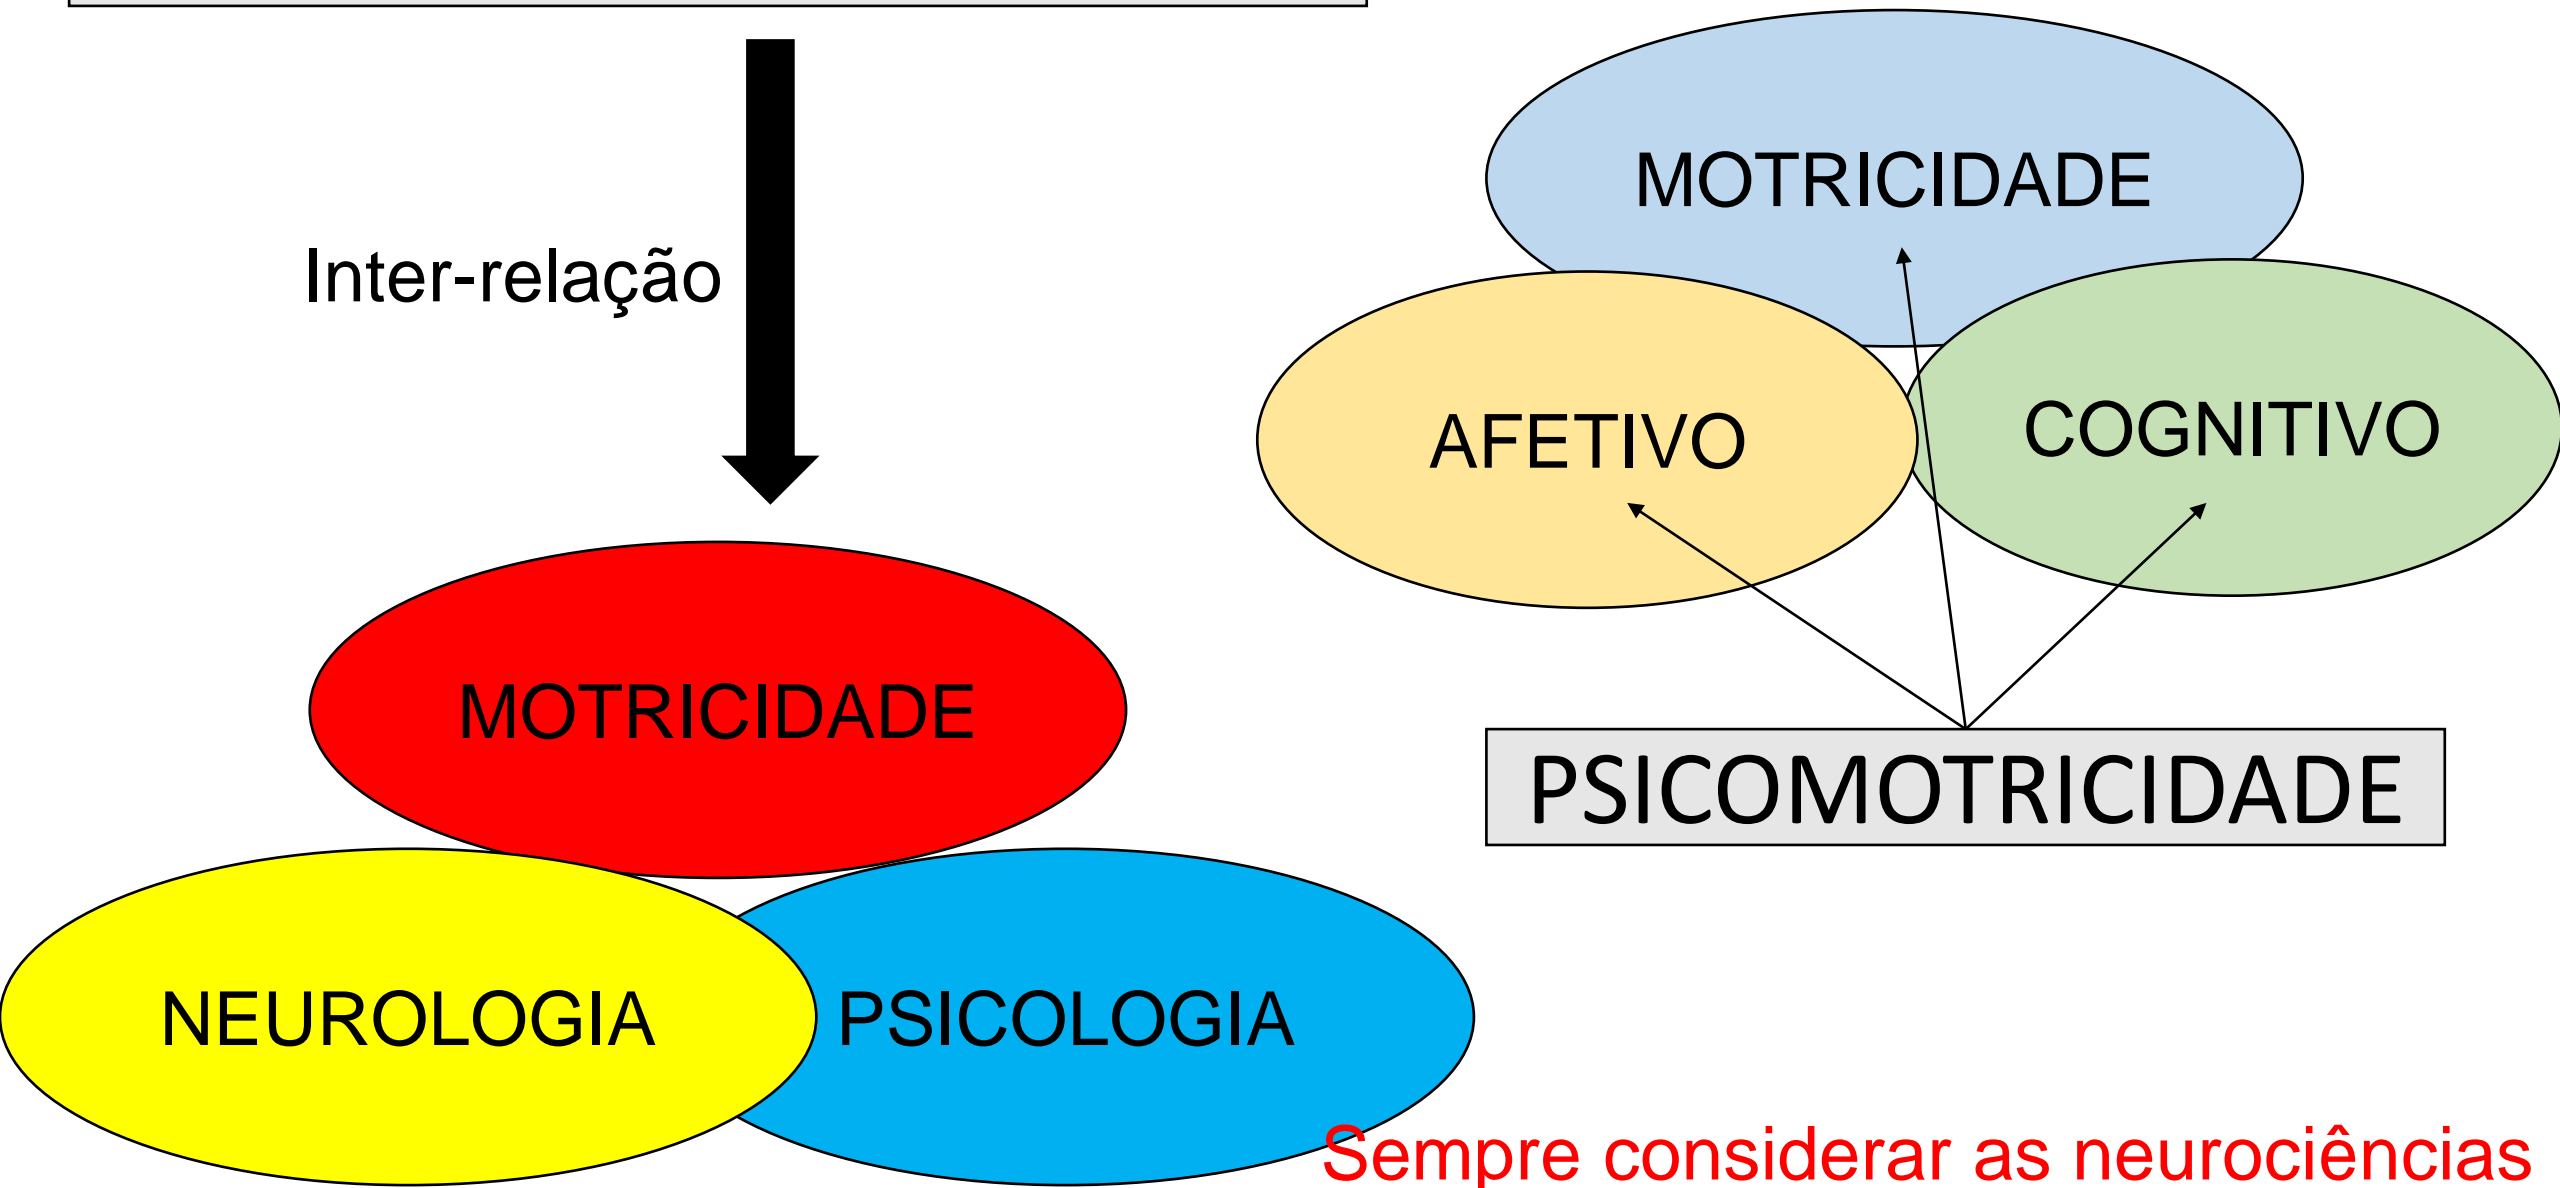 MOTRICIDADE
Inter-relação
AFETIVO
COGNITIVO
MOTRICIDADE
PSICOMOTRICIDADE
NEUROLOGIA
PSICOLOGIA
Sempre considerar as neurociências